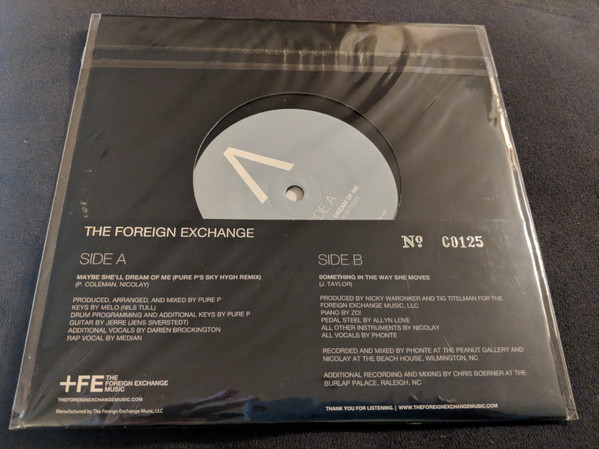 SIDE A
DREAM OF ME
THE FOREIGN EXCHANGE
Nº C0125
SIDE A
MAYBE SHE'LL DREAM OF ME (PURE P'S SKY HYGH REMIX)
(P. COLEMAN, NICOLAY)
PRODUCED, ARRANGED, AND MIXED BY PURE P
KEYS BY MELO (NILS TULL)
DRUM PROGRAMMING AND ADDITIONAL KEYS BY PURE P
GUITAR BY JERRE (JENS SIVERSTEDT)
ADDITIONAL VOCALS BY DARIEN BROCKINGTON
RAP VOCAL BY MEDIAN
+FE THE
FOREIGN EXCHANGE
MUSIC
THEFOREIGNEXCHANGEMUSIC.COM
Manufactured by The Foreign Exchange Music, LLC
SIDE B
SOMETHING IN THE WAY SHE MOVES
(J. TAYLOR)
PRODUCED BY NICKY WARONKER AND TIG TITELMAN FOR THE
FOREIGN EXCHANGE MUSIC, LLC
PIANO BY ZO!
PEDAL STEEL BY ALLYN LOVE
ALL OTHER INSTRUMENTS BY NICOLAY
ALL VOCALS BY PHONTE
RECORDED AND MIXED BY PHONTE AT THE PEANUT GALLERY AND
NICOLAY AT THE BEACH HOUSE, WILMINGTON, NC
ADDITIONAL RECORDING AND MIXING BY CHRIS BOERNER AT THE
BURLAP PALACE, RALEIGH, NC
THANK YOU FOR LISTENING. | WWW.THEFOREIGNEXCHANGEMUSIC.COM